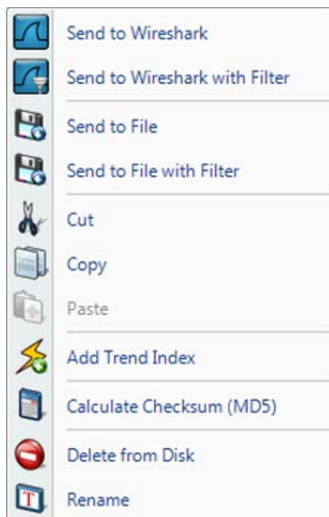 Send to Wireshark
Send to Wireshark with Filter
Send to File
Send to File with Filter
Cut
Copy
Paste
Add Trend Index
Calculate Checksum (MD5)
Delete from Disk
T Rename